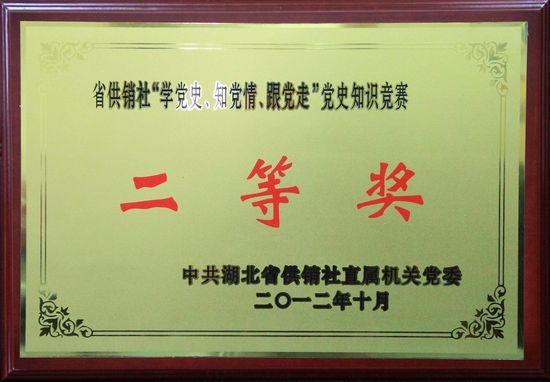 省供销社“学党史、知党情、跟党走”党史知识竞赛
二等奖
中共湖北省供销社直属机关党委
二〇一二年十月